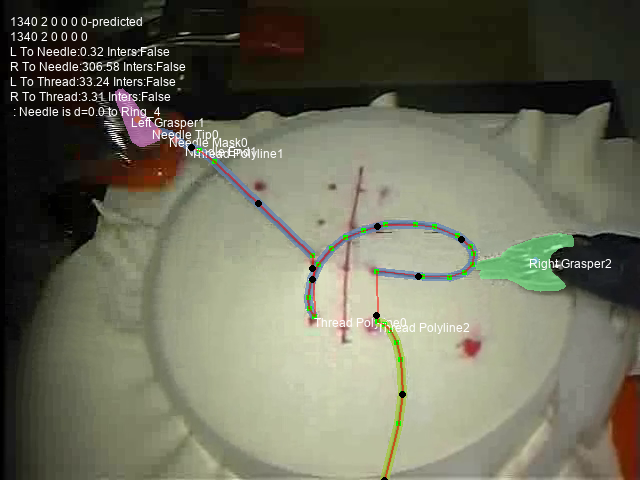 1340 2 0 0 0 0-predicted
1340 2 0 0 0 0
L To Needle:0.32 Inters:False
R To Needle:306.58 Inters:False
L To Thread:33.24 Inters:False
R To Thread:3.31 Inters:False
: Needle is d=0.0 to Ring_4
Left Grasper1
Needle Tip0
Needle Mask0
Thread Polyline1
Right Grasper2
Thread Polyline2